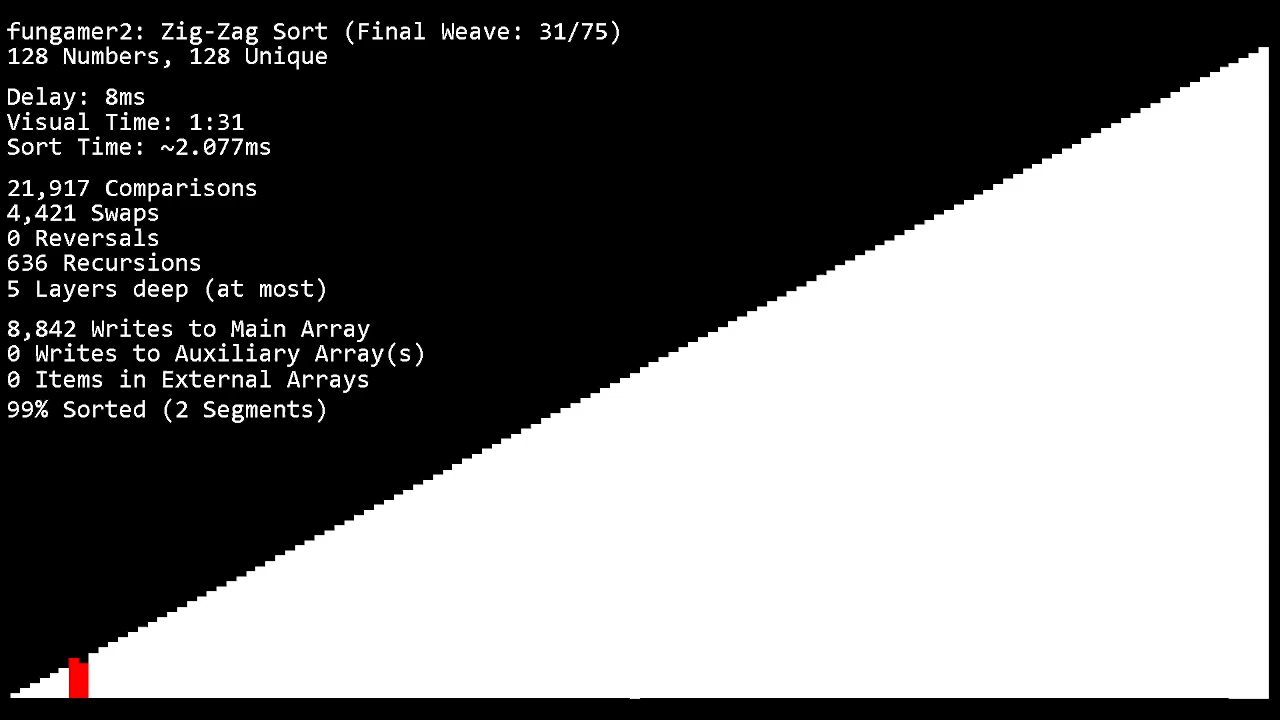 fungamer2: Zig-Zag Sort (Final Weave: 31/75)
128 Numbers, 128 Unique
Delay: 8ms
Visual Time: 1:31
Sort Time: ~2.077ms
21,917 Comparisons
4,421 Swaps
0 Reversals
636 Recursions
5 Layers deep (at most)
8,842 Writes to Main Array
0 Writes to Auxiliary Array(s)
0 Items in External Arrays
99% Sorted (2 Segments)